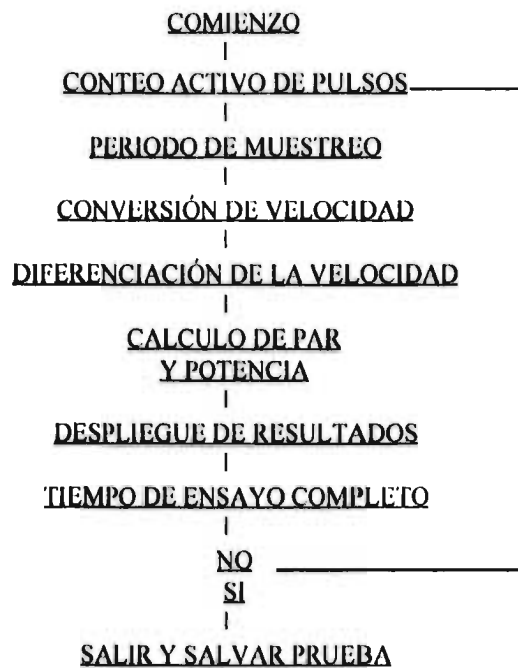 COMIENZO
CONTEO ACTIVO DE PULSOS
PERIODO DE MUESTREO
CONVERSIÓN DE VELOCIDAD
DIFERENCIACIÓN DE LA VELOCIDAD
CALCULO DE PAR
Y POTENCIA
DESPLIEGUE DE RESULTADOS
TIEMPO DE ENSAYO COMPLETO
NO
SI
SALIR Y SALVAR PRUEBA